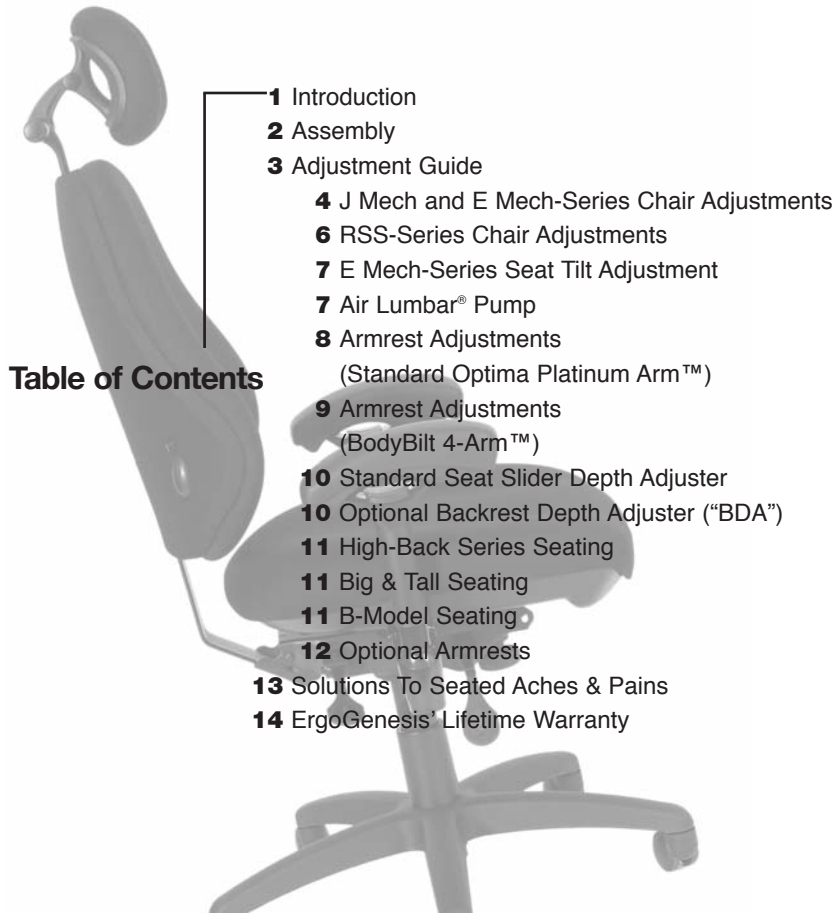 Table of Contents
1 Introduction
2 Assembly
3 Adjustment Guide
4 J Mech and E Mech-Series Chair Adjustments
6 RSS-Series Chair Adjustments
7 E Mech-Series Seat Tilt Adjustment
7 Air Lumbar® Pump
8 Armrest Adjustments
(Standard Optima Platinum Arm™)
9 Armrest Adjustments
(BodyBilt 4-Arm™)
10 Standard Seat Slider Depth Adjuster
10 Optional Backrest Depth Adjuster (“BDA”)
11 High-Back Series Seating
11 Big & Tall Seating
11 B-Model Seating
12 Optional Armrests
13 Solutions To Seated Aches & Pains
14 ErgoGenesis’ Lifetime Warranty